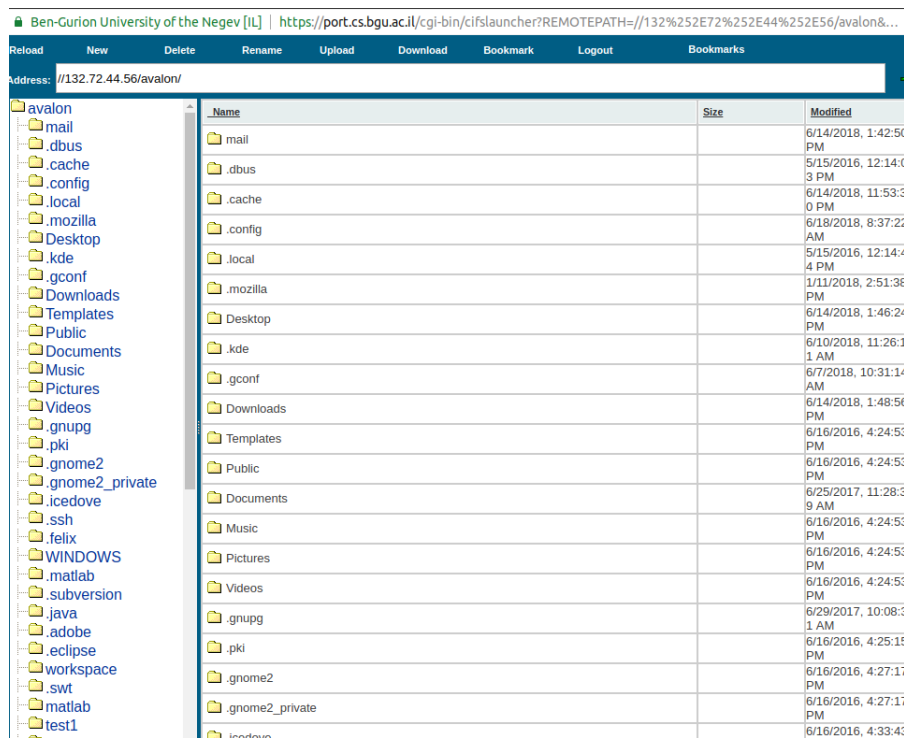 Ben-Gurion University of the Negev [IL] | https://port.cs.bgu.ac.il/cgi-bin/cifslauncher?REMOTEPATH=//132%252E72%252E44%252E56/avalon&...
Reload New Delete Rename Upload Download Bookmark Logout Bookmarks
Address: //132.72.44.56/avalon/
avalon
mail
.dbus
.cache
.config
.local
.mozilla
Desktop
.kde
.gconf
Downloads
Templates
Public
Documents
Music
Pictures
Videos
.gnupg
.pki
.gnome2
.gnome2_private
.icedove
.ssh
.felix
WINDOWS
.matlab
.subversion
.java
.adobe
.eclipse
workspace
.swt
matlab
test1
Name Size Modified
mail 6/14/2018, 1:42:50
PM
.dbus 5/15/2016, 12:14:0
3 PM
.cache 6/14/2018, 11:53:3
0 PM
.config 6/18/2018, 8:37:22
AM
.local 5/15/2016, 12:14:4
4 PM
.mozilla 1/11/2018, 2:51:38
PM
Desktop 6/14/2018, 1:46:24
PM
.kde 6/10/2018, 11:26:1
1 AM
.gconf 6/7/2018, 10:31:14
AM
Downloads 6/14/2018, 1:48:56
PM
Templates 6/16/2016, 4:24:53
PM
Public 6/16/2016, 4:24:53
PM
Documents 6/25/2017, 11:28:3
9 AM
Music 6/16/2016, 4:24:53
PM
Pictures 6/16/2016, 4:24:53
PM
Videos 6/16/2016, 4:24:53
PM
.gnupg 6/29/2017, 10:08:3
1 AM
.pki 6/16/2016, 4:25:15
PM
.gnome2 6/16/2016, 4:27:17
PM
.gnome2_private 6/16/2016, 4:27:17
PM
.icedove 6/16/2016, 4:33:43